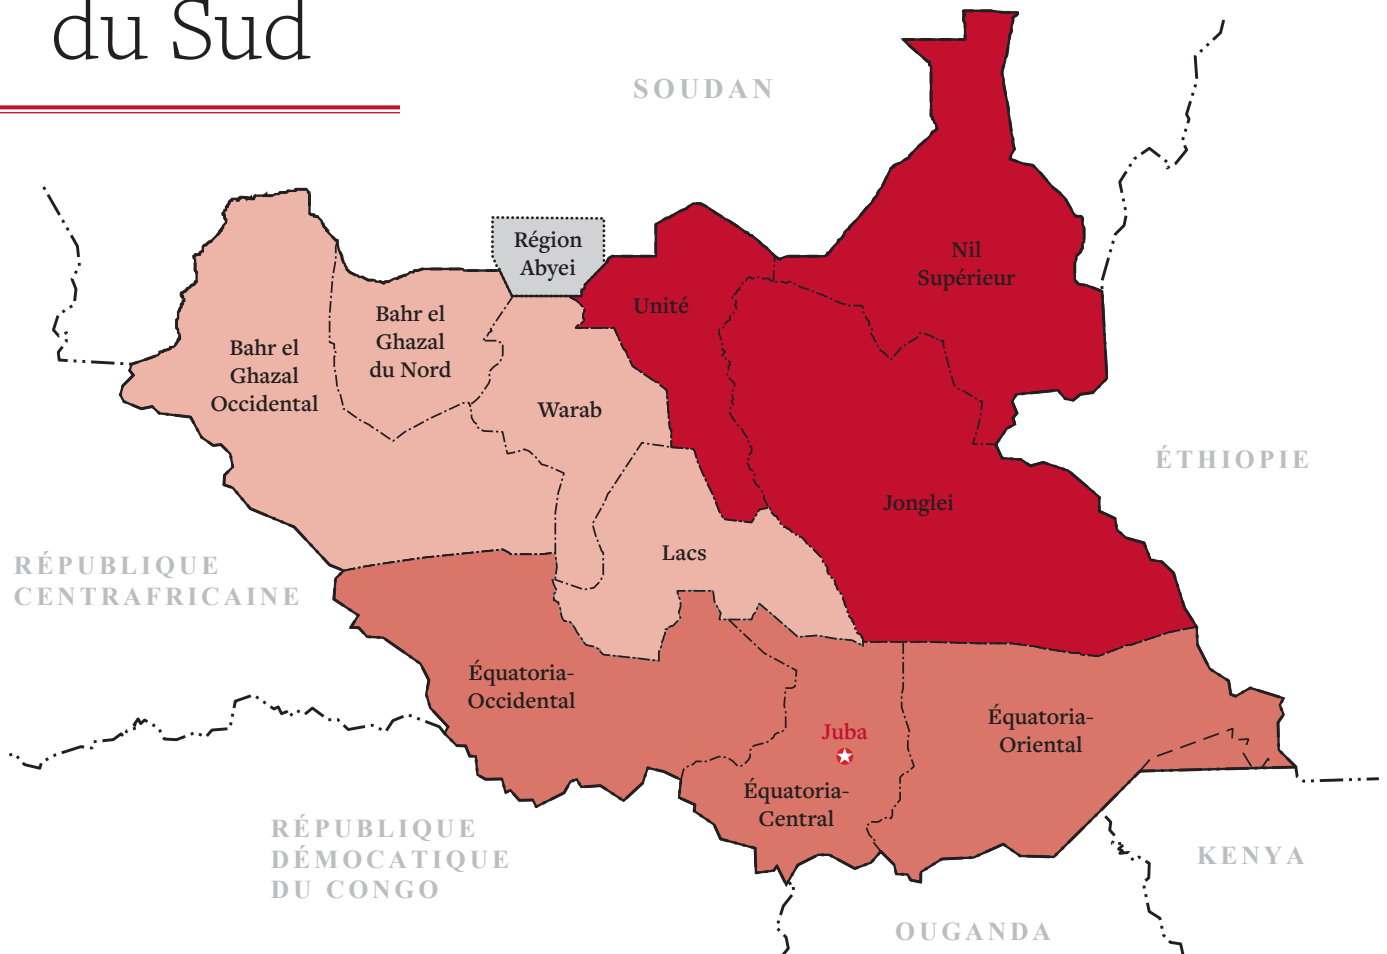 du Sud
SOUDAN
Région
Abyei
Nil
Supérieur
Unité
Bahr el
Ghazal
du Nord
Bahr el
Ghazal
Occidental
Warab
ÉTHIOPIE
Jonglei
Lacs
RÉPUBLIQUE
CENTRAFRICAINE
Équatoria-
Occidental
Équatoria-
Oriental
Juba
Équatoria-
Central
RÉPUBLIQUE
DÉMOCATIQUE
DU CONGO
KENYA
OUGANDA